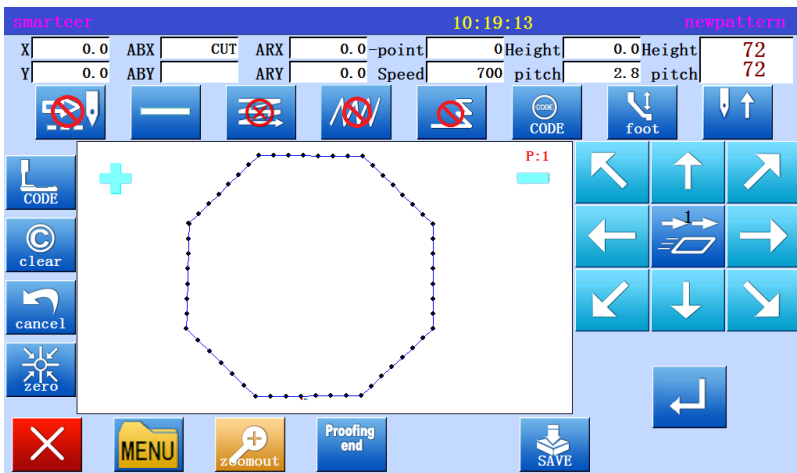 smarteer 10:19:13 newpattern
X 0.0 ABX CUT ARX 0.0 -point 0 Height 0.0 Height 72
Y 0.0 ABY ARY 0.0 Speed 700 pitch 2.8 pitch 72
CODE
CODE foot
CODE
P:1
1
clear
cancel
zero
MENU
zoomout
Proofing
end
SAVE